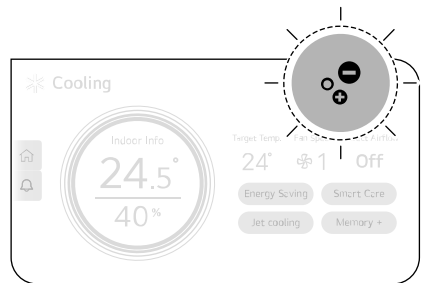 Cooling
Indoor Info
24.5°
40%
Target Temp.
24°
1
Off
Energy Saving
Smart Care
Jet cooling
Memory +